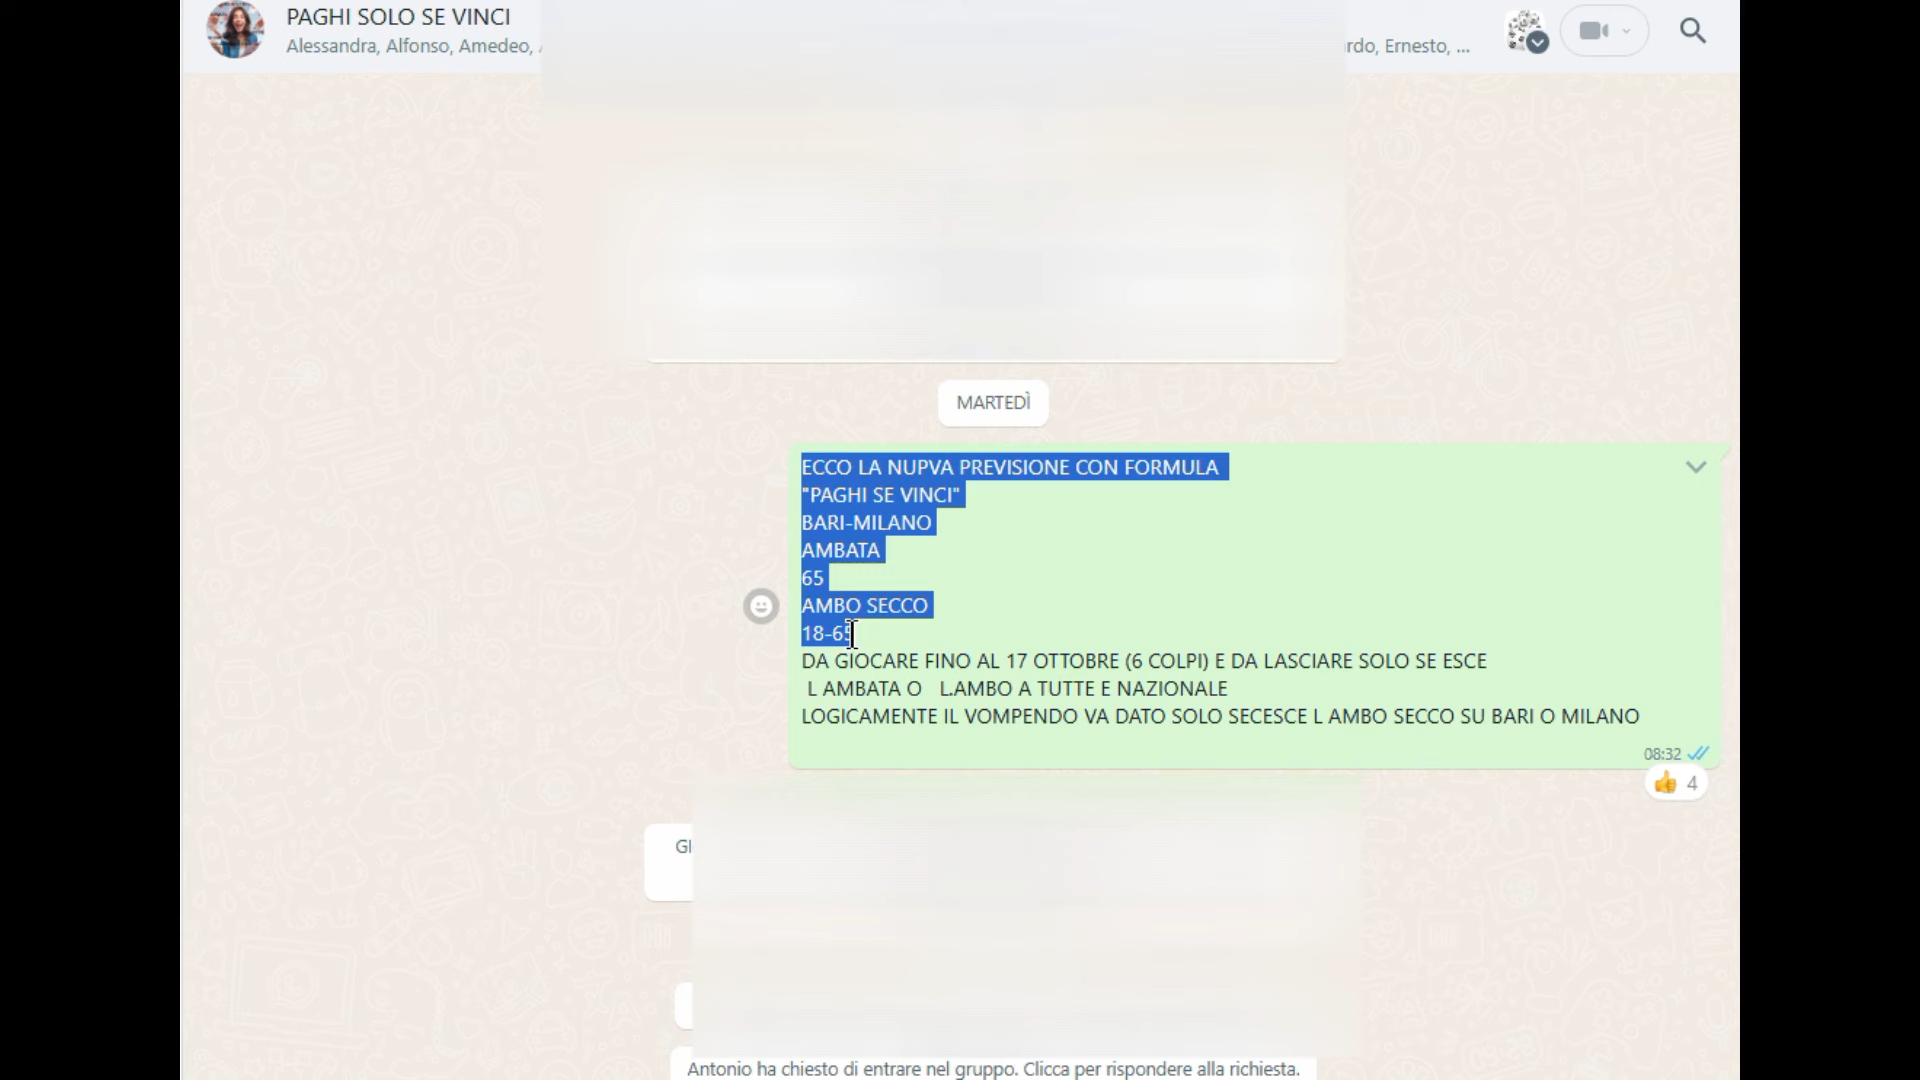 PAGHI SOLO SE VINCI
Alessandra, Alfonso, Amedeo,
Ernesto, ...
MARTEDÌ
ECCO LA NUPVA PREVISIONE CON FORMULA
"PAGHI SE VINCI"
BARI-MILANO
AMBATA
65
AMBO SECCO
18-65
DA GIOCARE FINO AL 17 OTTOBRE (6 COLPI) E DA LASCIARE SOLO SE ESCE
L AMBATA O L.AMBO A TUTTE E NAZIONALE
LOGICAMENTE IL VOMPENDO VA DATO SOLO SECESCE L AMBO SECCO SU BARI O MILANO
08:32
4
Antonio ha chiesto di entrare nel gruppo. Clicca per rispondere alla richiesta.